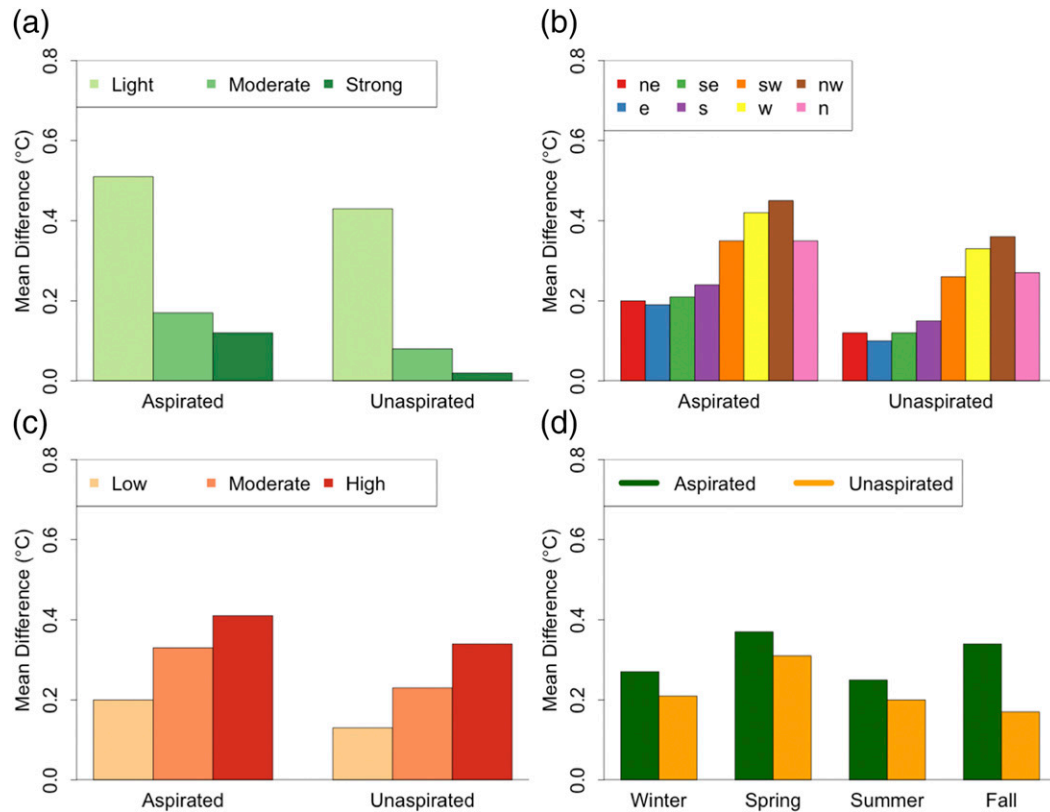 (a)
0.8
0.6
0.4
0.2
0.0
Mean Difference (°C)
Light Moderate Strong
Aspirated Unaspirated
(b)
0.8
0.6
0.4
0.2
0.0
Mean Difference (°C)
ne se sw nw
e s w n
Aspirated Unaspirated
(c)
0.8
0.6
0.4
0.2
0.0
Mean Difference (°C)
Low Moderate High
Aspirated Unaspirated
(d)
0.8
0.6
0.4
0.2
0.0
Mean Difference (°C)
Aspirated Unaspirated
Winter Spring Summer Fall